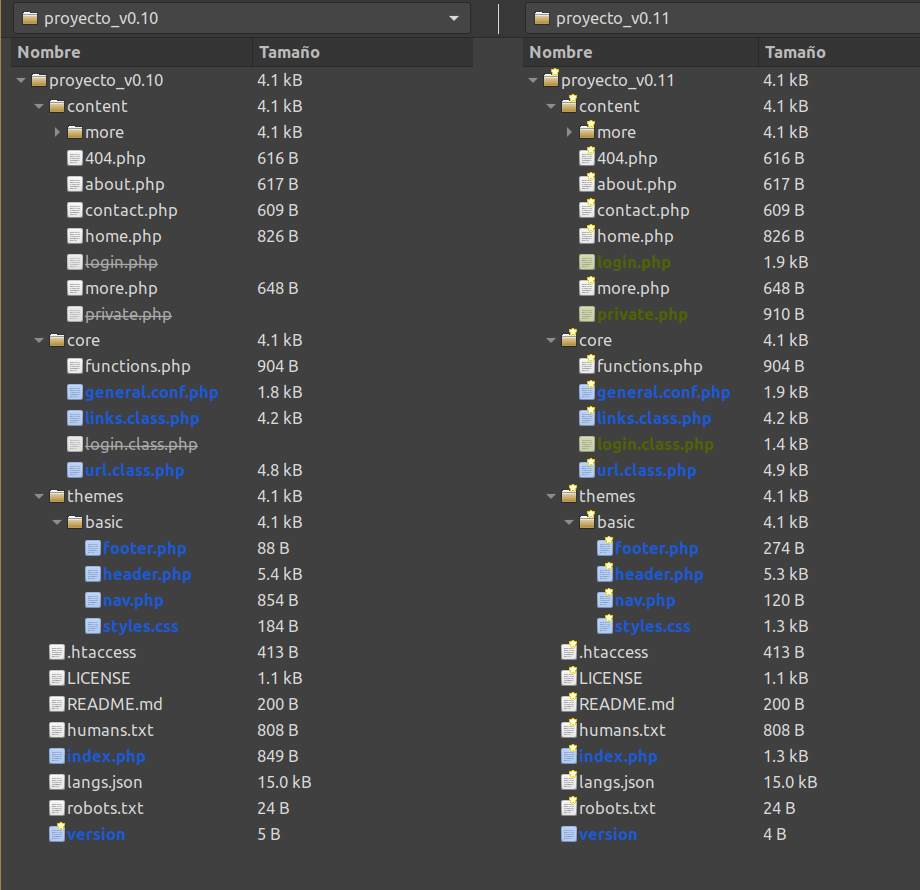 proyecto_v0.10 proyecto_v0.11
Nombre Tamaño Nombre Tamaño
proyecto_v0.10 4.1 kB proyecto_v0.11 4.1 kB
content 4.1 kB content 4.1 kB
more 4.1 kB more 4.1 kB
404.php 616 B 404.php 616 B
about.php 617 B about.php 617 B
contact.php 609 B contact.php 609 B
home.php 826 B home.php 826 B
login.php login.php 1.9 kB
more.php 648 B more.php 648 B
private.php private.php 910 B
core 4.1 kB core 4.1 kB
functions.php 904 B functions.php 904 B
general.conf.php 1.8 kB general.conf.php 1.9 kB
links.class.php 4.2 kB links.class.php 4.2 kB
login.class.php login.class.php 1.4 kB
url.class.php 4.8 kB url.class.php 4.9 kB
themes 4.1 kB themes 4.1 kB
basic 4.1 kB basic 4.1 kB
footer.php 88 B footer.php 274 B
header.php 5.4 kB header.php 5.3 kB
nav.php 854 B nav.php 120 B
styles.css 184 B styles.css 1.3 kB
.htaccess 413 B .htaccess 413 B
LICENSE 1.1 kB LICENSE 1.1 kB
README.md 200 B README.md 200 B
humans.txt 808 B humans.txt 808 B
index.php 849 B index.php 1.3 kB
langs.json 15.0 kB langs.json 15.0 kB
robots.txt 24 B robots.txt 24 B
version 5 B version 4 B